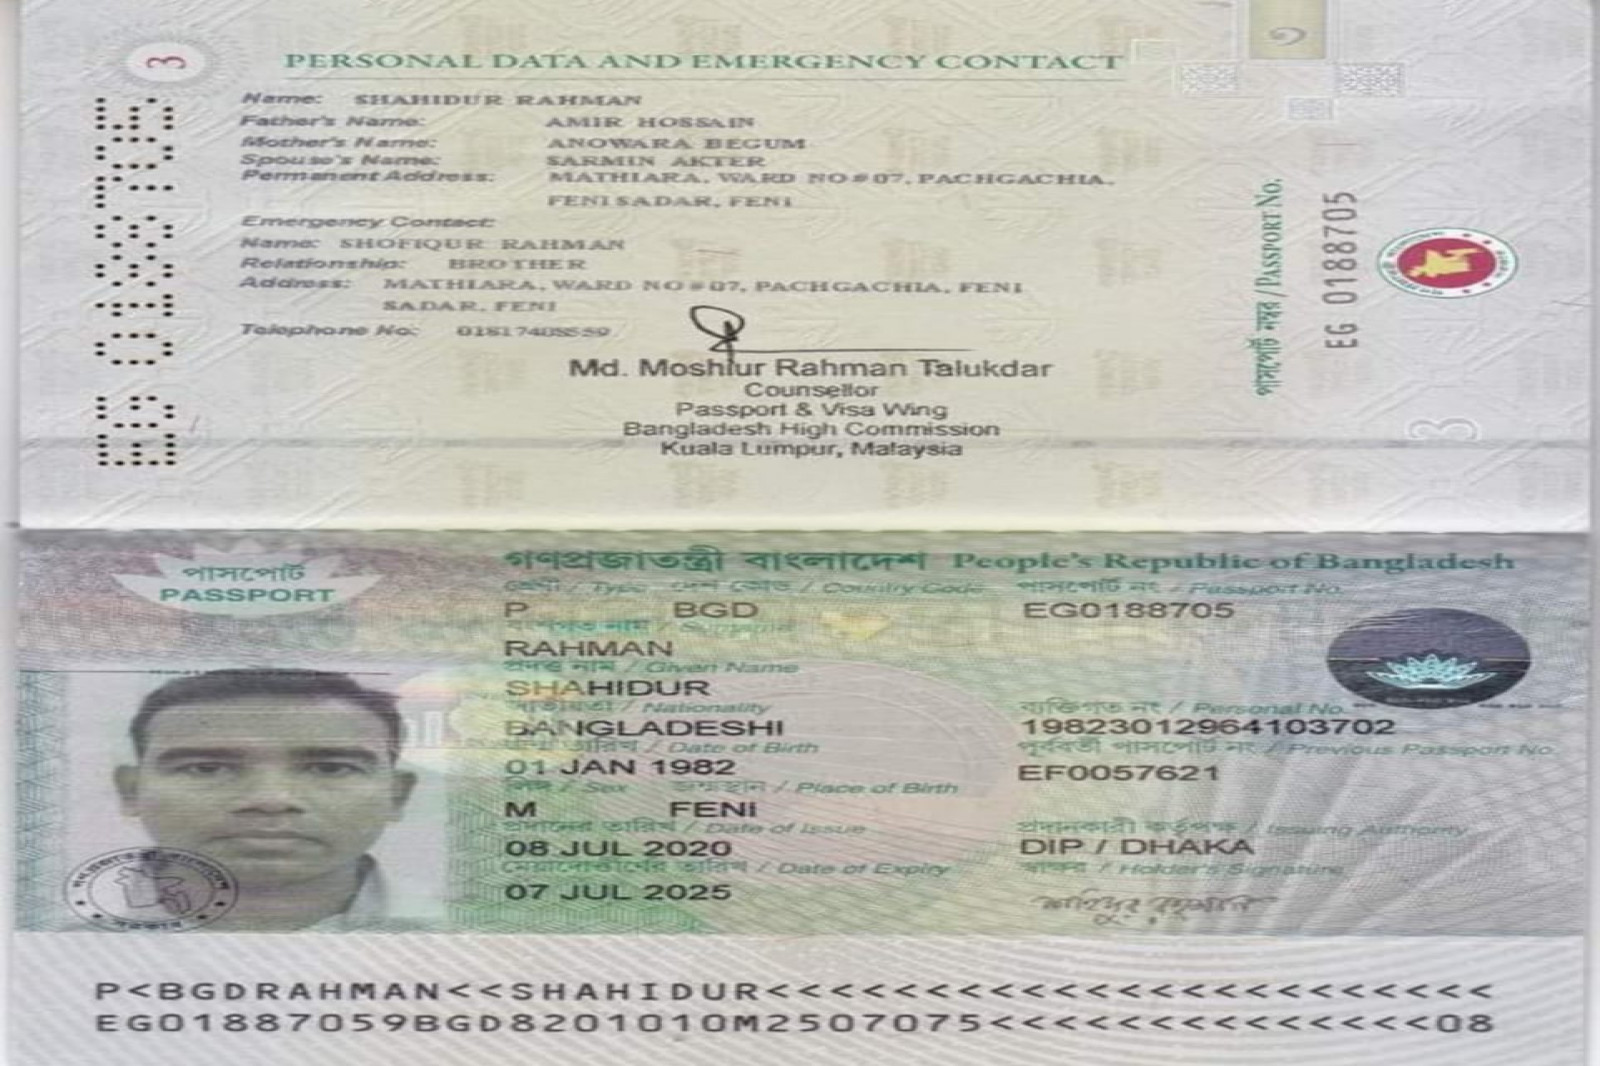 3
PERSONAL DATA AND EMERGENCY CONTACT
Name: SHAHIDUR RAHMAN
Father's Name: AMIR HOSSAIN
Mother's Name: ANOWARA BEGUM
Spouse's Name: SARMIN AKTER
Permanent Address: MATHIARA, WARD NO#07, PACHGACHIA,
FENI SADAR, FENI
Emergency Contact:
Name: SHOFIQUR RAHMAN
Relationship: BROTHER
Address: MATHIARA, WARD NO#07, PACHGACHIA, FENI
SADAR, FENI
Telephone No:
Md. Moshiur Rahman Talukdar
Counsellor
Passport & Visa Wing
Bangladesh High Commission
Kuala Lumpur, Malaysia
EG 0188705
পাসপোর্ট নম্বর / PASSPORT No.
EG 0188705
3
পাসপোর্ট
PASSPORT
গণপ্রজাতন্ত্রী বাংলাদেশ People's Republic of Bangladesh
শ্রেণী / Type দেশ কোড / Country Code পাসপোর্ট নং / Passport No.
P BGD EG0188705
বংশগত নাম / Surname
RAHMAN
প্রদত্ত নাম / Given Name
SHAHIDUR
জাতীয়তা / Nationality ব্যক্তিগত নং / Personal No.
BANGLADESHI 19823012964103702
জন্ম তারিখ / Date of Birth পূর্ববর্তী পাসপোর্ট নং / Previous Passport No.
01 JAN 1982 EF0057621
লিঙ্গ / Sex জন্মস্থান / Place of Birth
M FENI
প্রদানের তারিখ / Date of Issue প্রদানকারী কর্তৃপক্ষ / Issuing Authority
08 JUL 2020 DIP / DHAKA
মেয়াদোত্তীর্ণের তারিখ / Date of Expiry স্বাক্ষর / Holder's Signature
07 JUL 2025
P<BGDRAHMAN<<SHAHIDUR<<<<<<<<<<<<<<<<<<<<<<<
EG01887059BGD8201010M2507075<<<<<<<<<<<<<<08